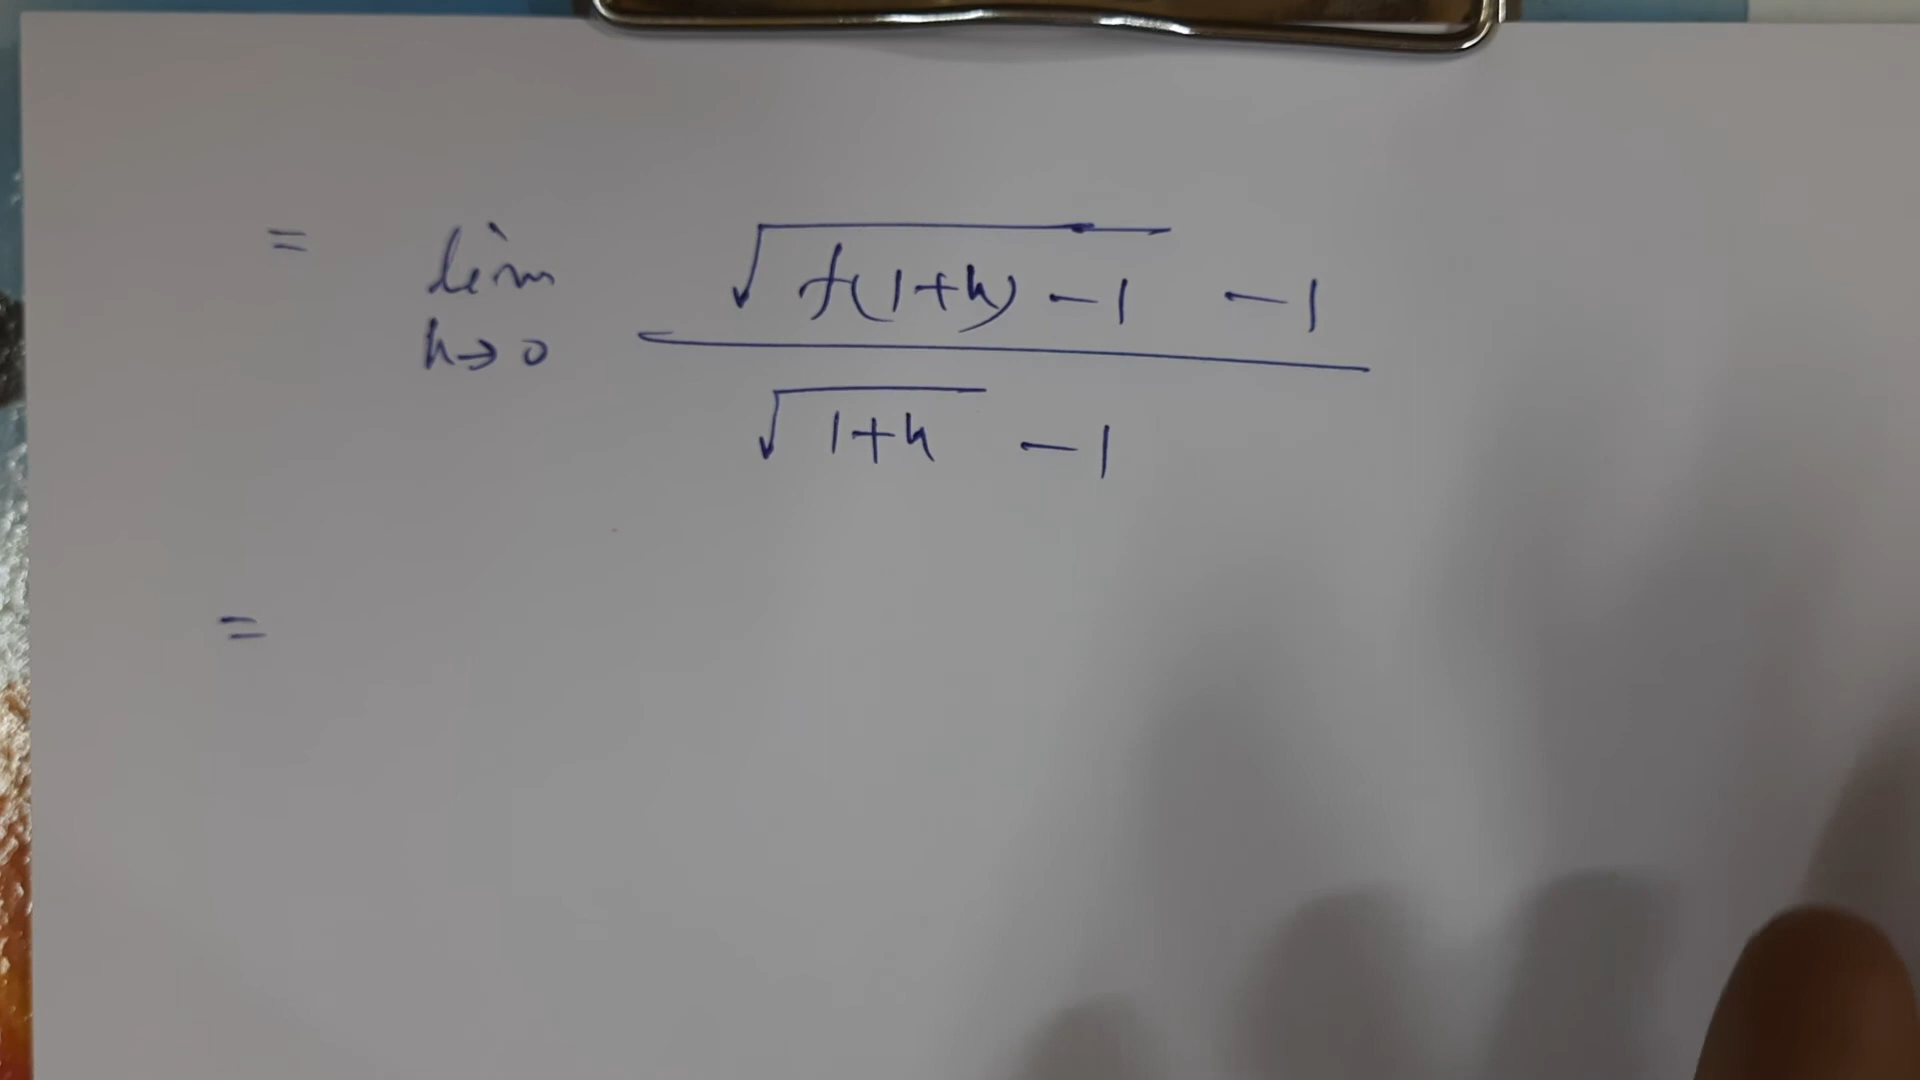 = lim h→0 (√(f(1+h) -1) -1) / (√(1+h) -1)
=